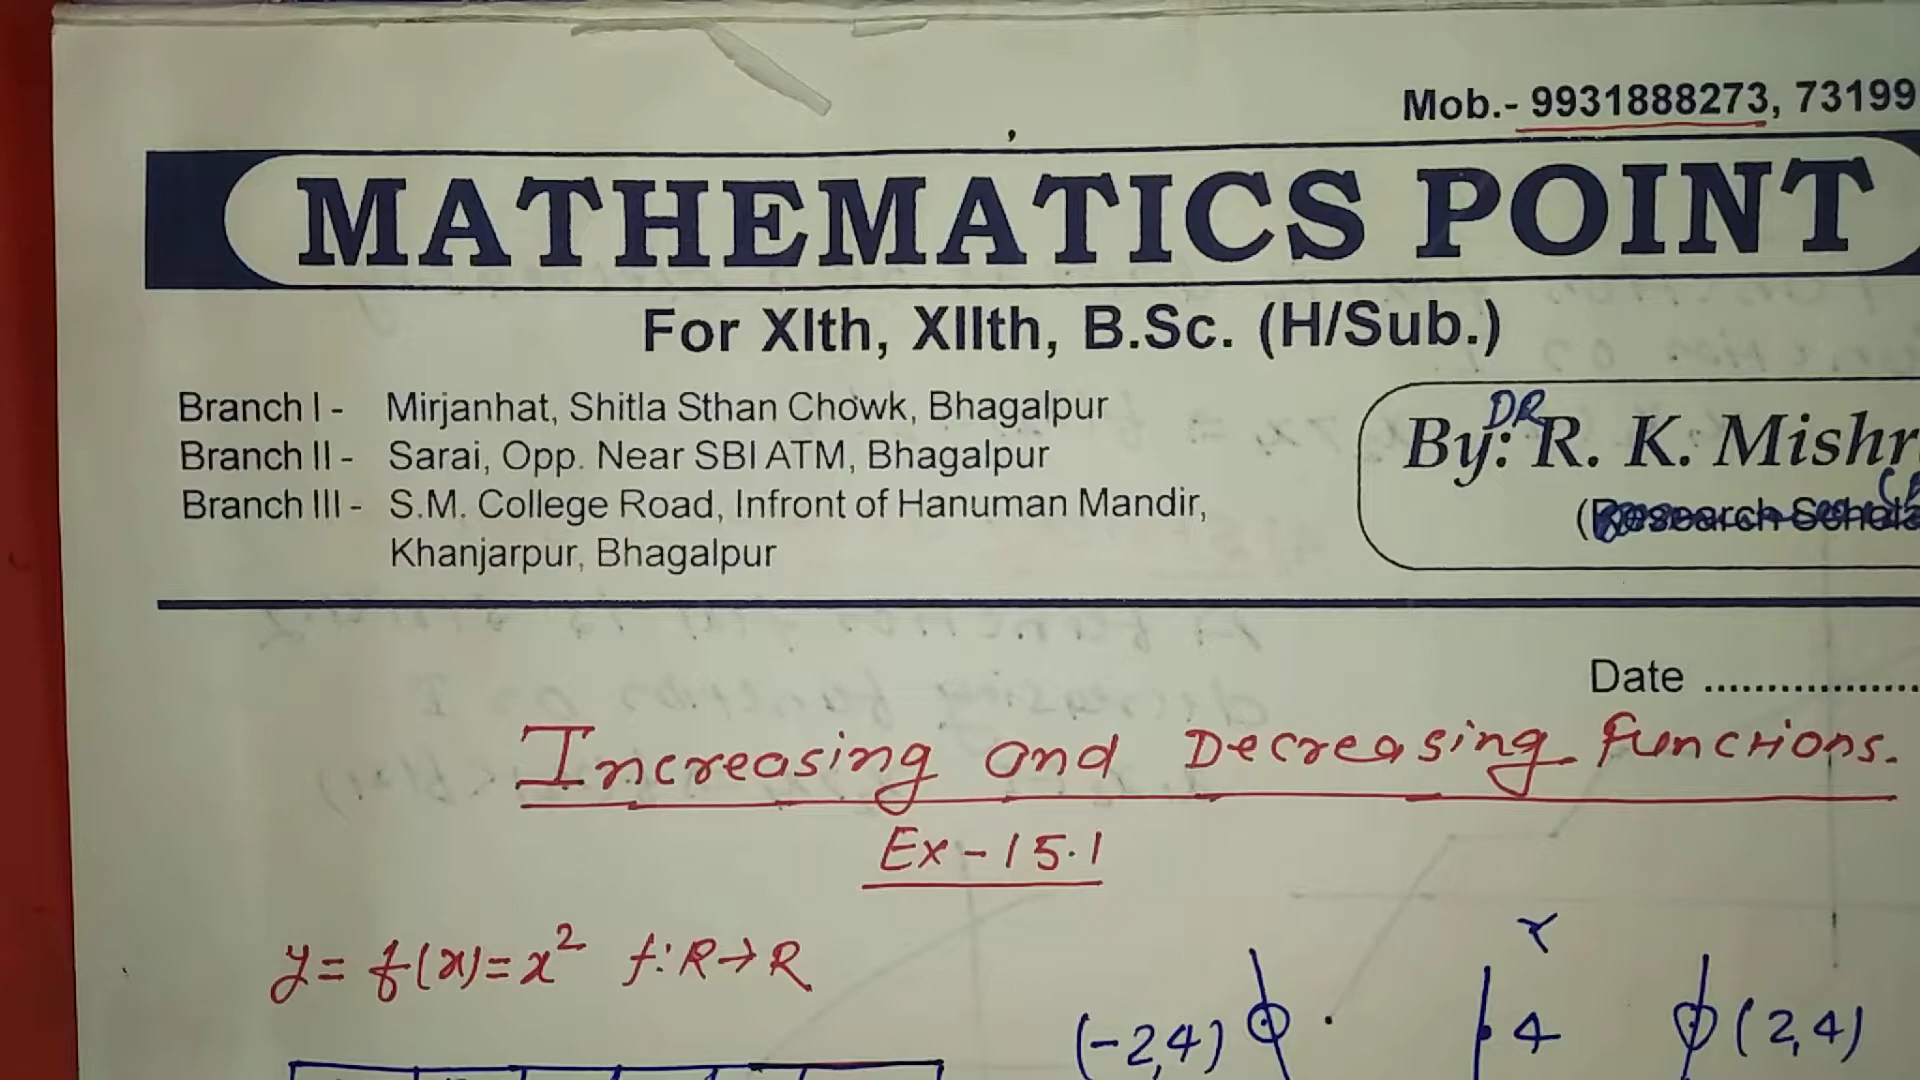 Mob.- 9931888273, 73199
MATHEMATICS POINT
For XIth, XIIth, B.Sc. (H/Sub.)
Branch I - Mirjanhat, Shitla Sthan Chowk, Bhagalpur
Branch II - Sarai, Opp. Near SBI ATM, Bhagalpur
Branch III - S.M. College Road, Infront of Hanuman Mandir,
Khanjarpur, Bhagalpur
DR
By: R. K. Mishr
(Research Schola
Date ..................
Increasing and Decreasing functions.
Ex-15.1
y = f(x) = x² f: R→R
(-2,4) 4 (2,4)